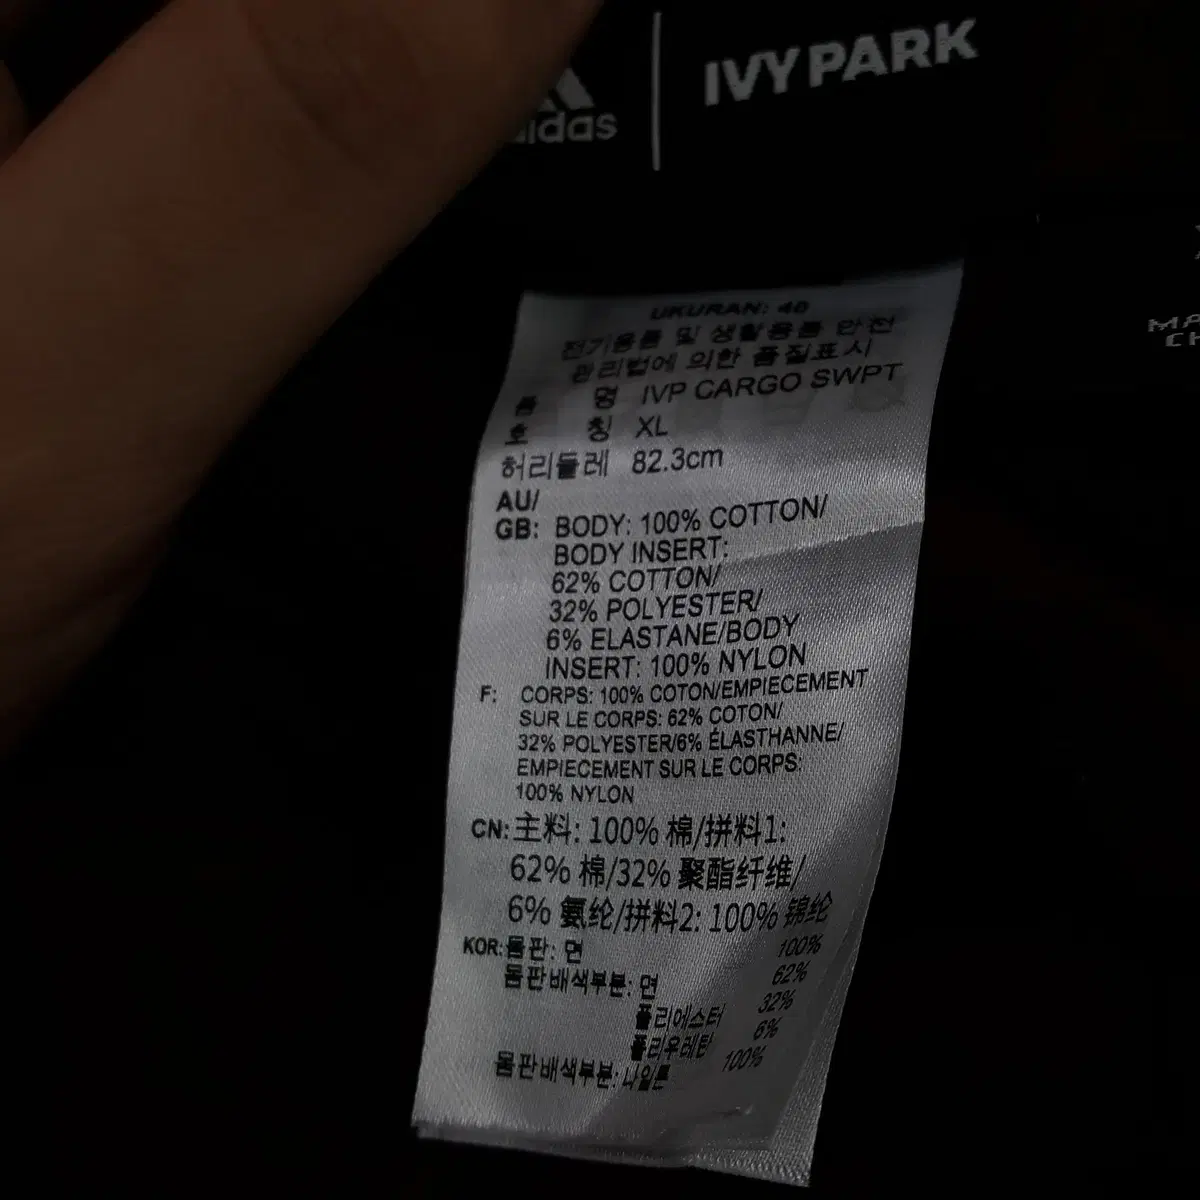 adidas
IVY PARK
UKURAN: 48
전기용품 및 생활용품 안전
관리법에 의한 품질표시
품 명 IVP CARGO SWPT
호 칭 XL
허리둘레 82.3cm
AU/
GB: BODY: 100% COTTON/
BODY INSERT:
62% COTTON/
32% POLYESTER/
6% ELASTANE/BODY
INSERT: 100% NYLON
F: CORPS: 100% COTON/EMPIECEMENT
SUR LE CORPS: 62% COTON/
32% POLYESTER/6% ÉLASTHANNE/
EMPIECEMENT SUR LE CORPS:
100% NYLON
CN: 主料: 100% 棉/拼料1:
62% 棉/32% 聚酯纤维/
6% 氨纶/拼料2: 100% 锦纶
KOR: 몸판: 면 100%
몸판배색부분: 면 62%
폴리에스터 32%
폴리우레탄 6%
몸판배색부분: 나일론 100%